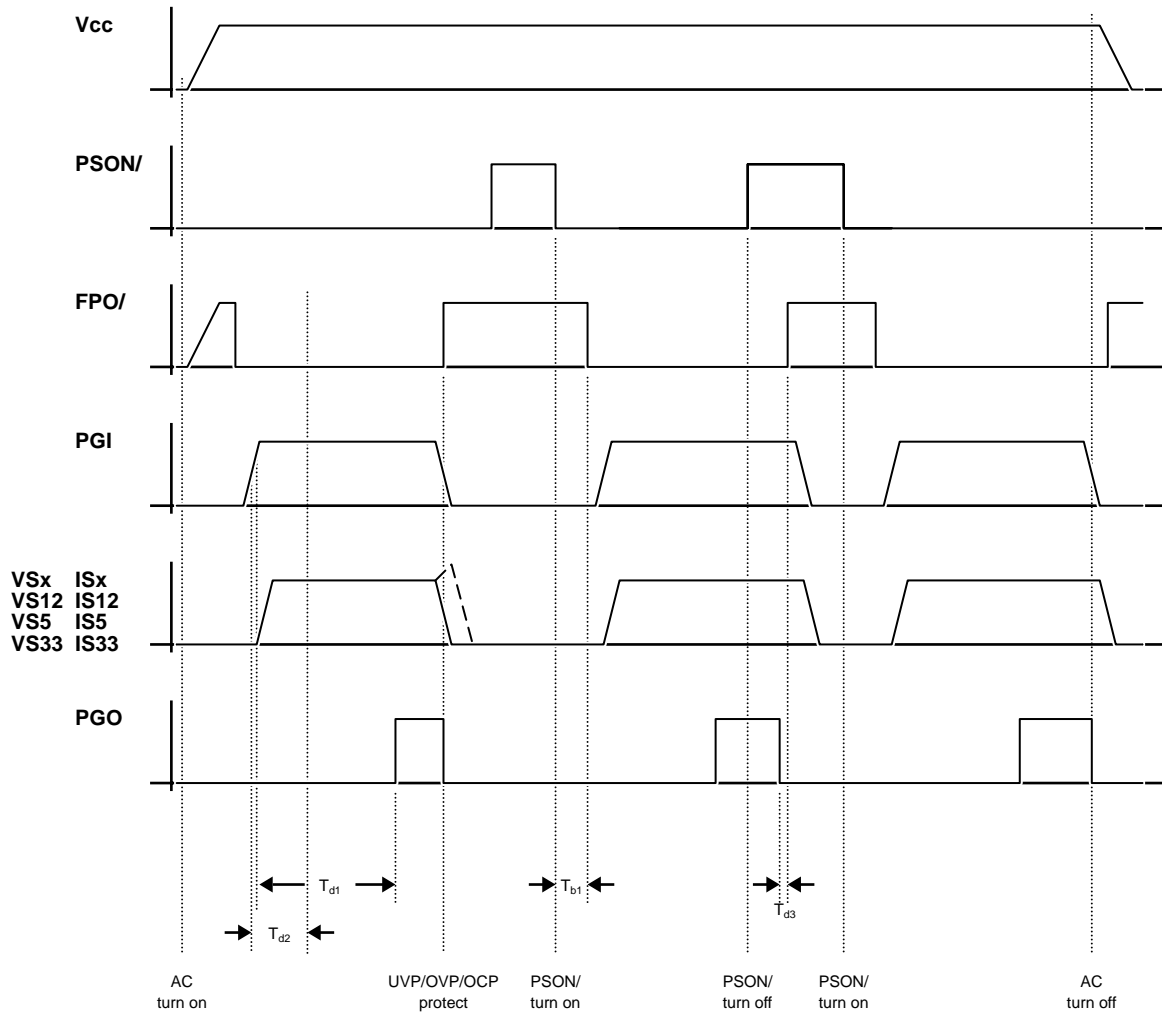 Vcc
PSON/
FPO/
PGI
VSx ISx
VS12 IS12
VS5 IS5
VS33 IS33
PGO
Td1
Tb1
Td3
Td2
AC
turn on
UVP/OVP/OCP
protect
PSON/
turn on
PSON/
turn off
PSON/
turn on
AC
turn off